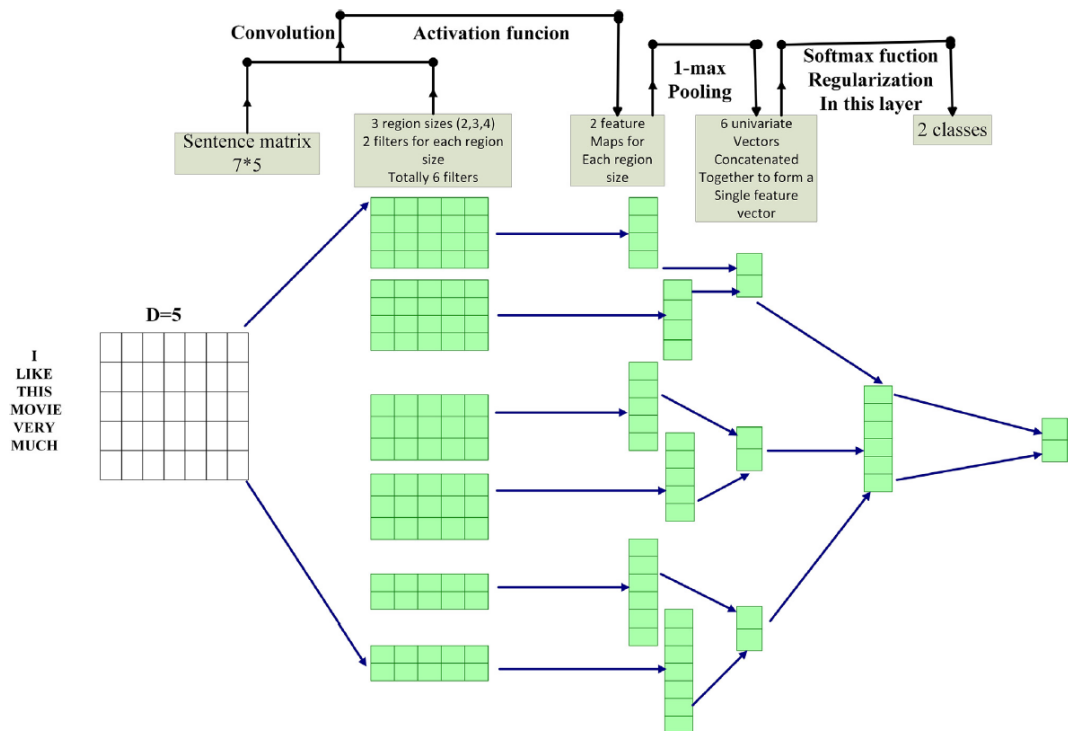 Convolution
Activation funcion
1-max
Pooling
Softmax fuction
Regularization
In this layer
Sentence matrix
7*5
3 region sizes (2,3,4)
2 filters for each region
size
Totally 6 filters
2 feature
Maps for
Each region
size
6 univariate
Vectors
Concatenated
Together to form a
Single feature
vector
2 classes
D=5
I
LIKE
THIS
MOVIE
VERY
MUCH